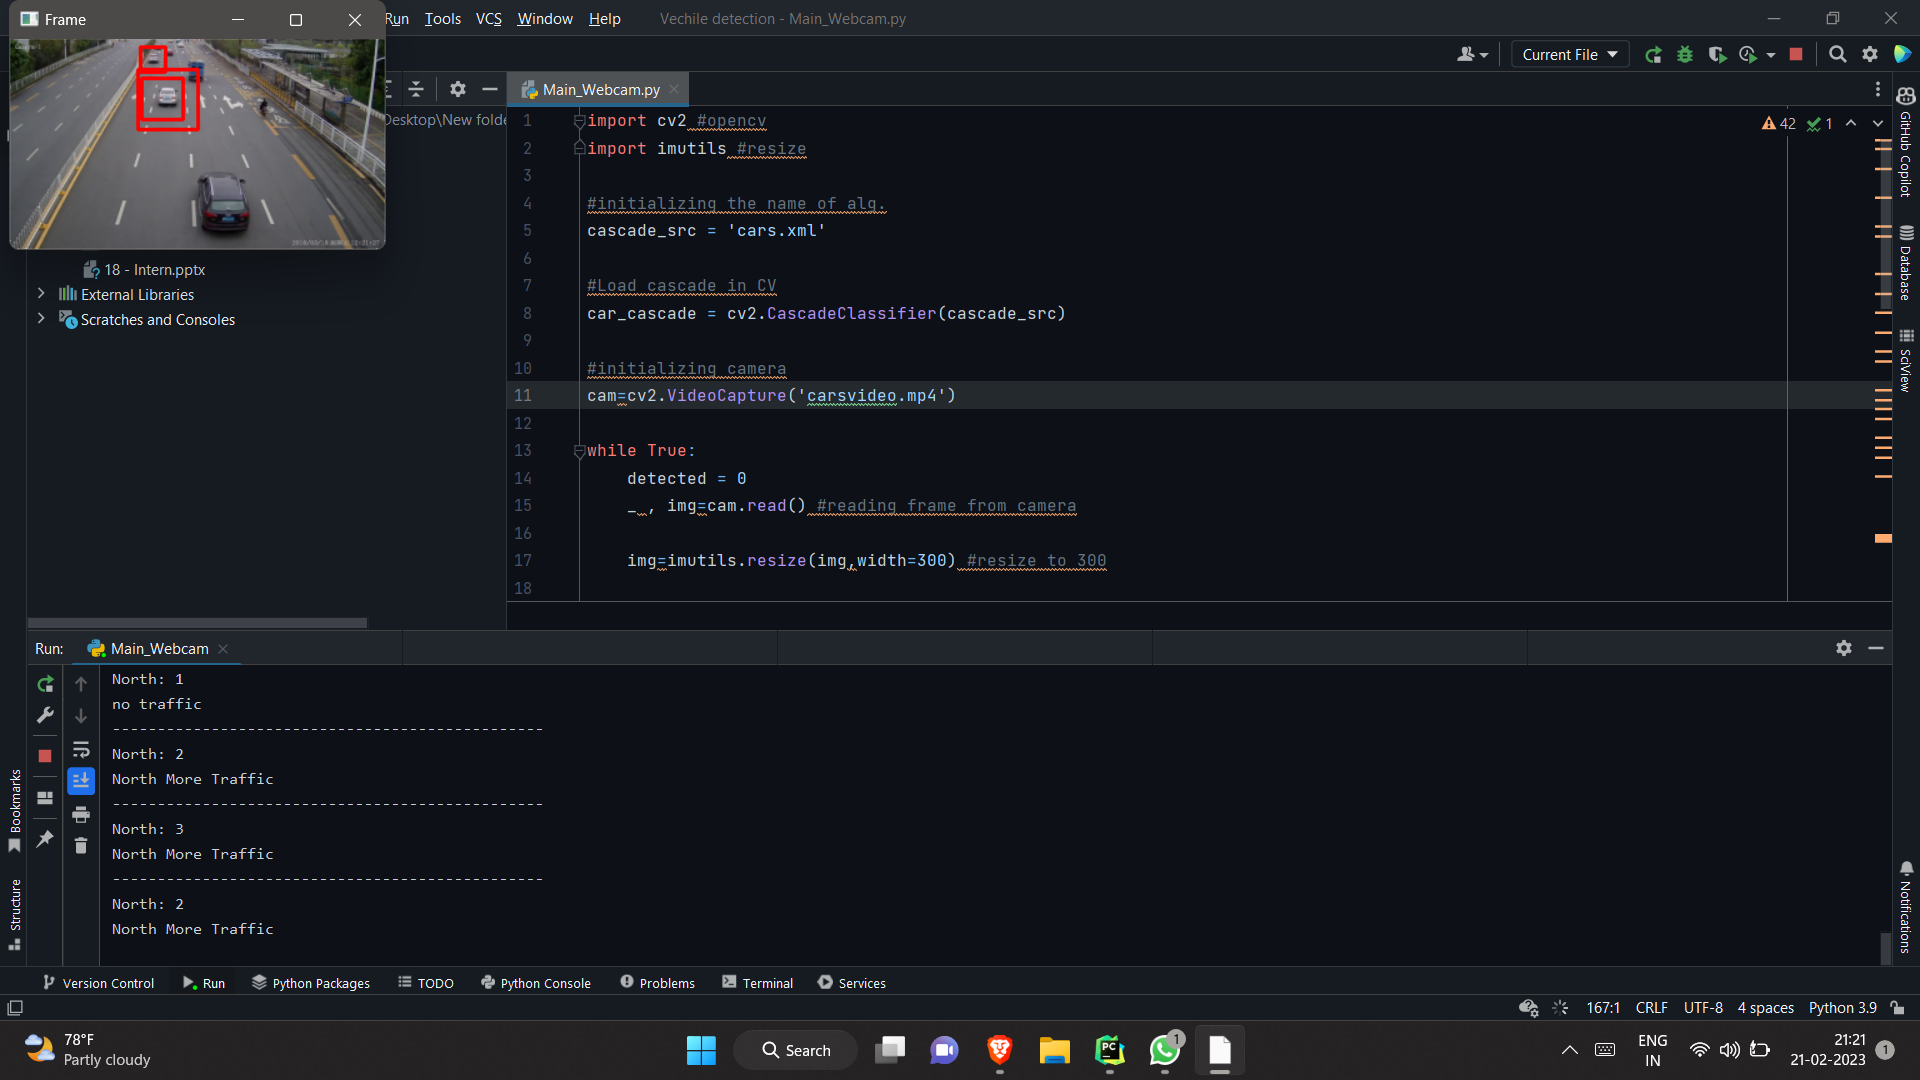 Frame
Run Tools VCS Window Help Vechile detection - Main_Webcam.py
Current File
Main_Webcam.py
Desktop\New folde
18 - Intern.pptx
External Libraries
Scratches and Consoles
42 1
1 import cv2 #opencv
2 import imutils #resize
3
4 #initializing the name of alg.
5 cascade_src = 'cars.xml'
6
7 #Load cascade in CV
8 car_cascade = cv2.CascadeClassifier(cascade_src)
9
10 #initializing camera
11 cam=cv2.VideoCapture('carsvideo.mp4')
12
13 while True:
14 detected = 0
15 _ , img=cam.read() #reading frame from camera
16
17 img=imutils.resize(img,width=300) #resize to 300
18
GitHub Copilot
Database
SciView
Notifications
Run: Main_Webcam
North: 1
no traffic
------------------------------------------------
North: 2
North More Traffic
------------------------------------------------
North: 3
North More Traffic
------------------------------------------------
North: 2
North More Traffic
Bookmarks
Structure
Version Control Run Python Packages TODO Python Console Problems Terminal Services
167:1 CRLF UTF-8 4 spaces Python 3.9
78°F
Partly cloudy
Search
PC
1
ENG
IN
21:21
21-02-2023
1